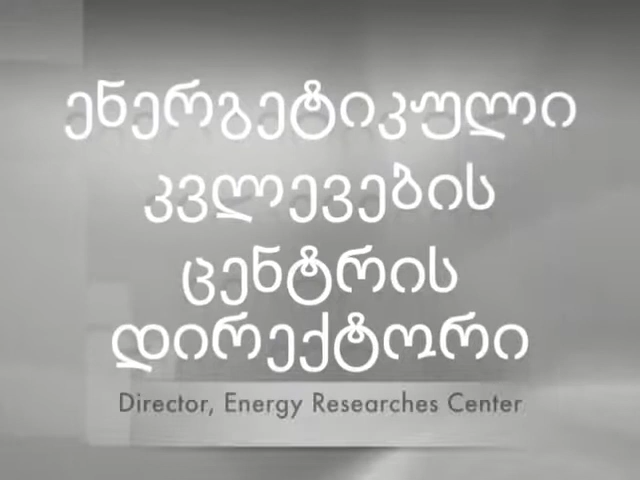 ენერგეტიკული
კვლევების
ცენტრის
დირექტორი
Director, Energy Researches Center